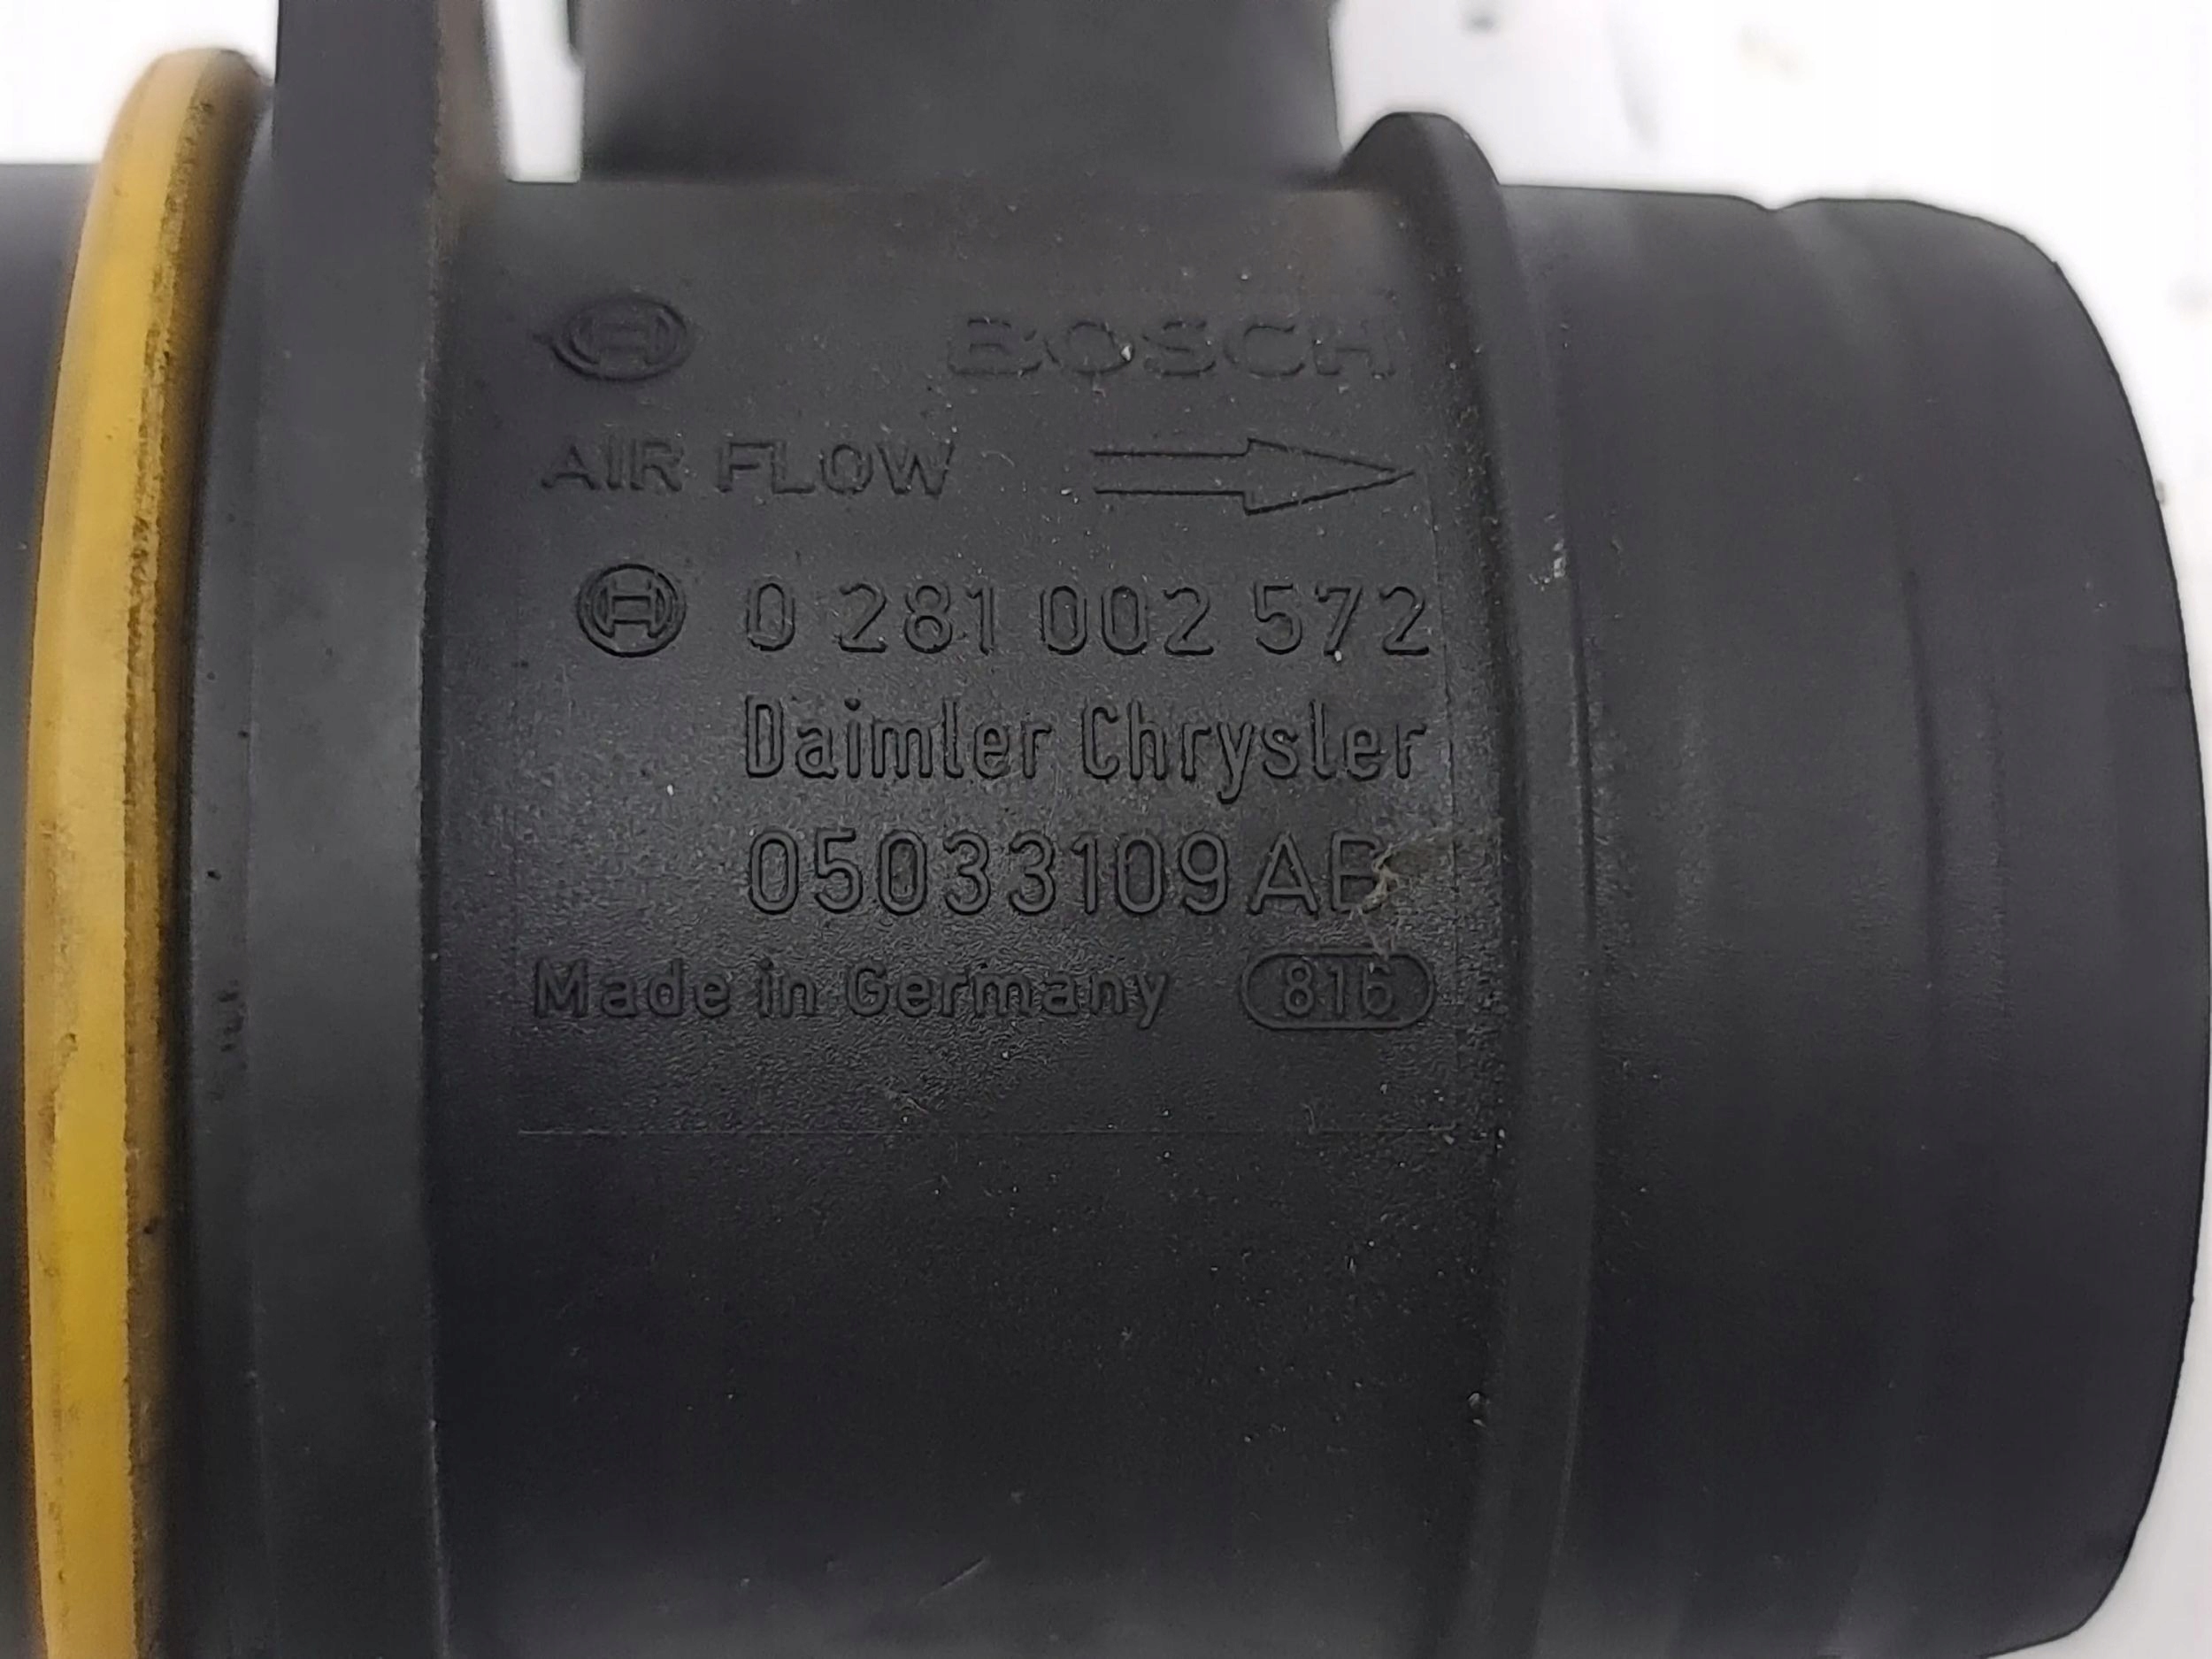 BOSCH
AIR FLOW
0 281 002 572
Daimler Chrysler
05033109AB
Made in Germany 816